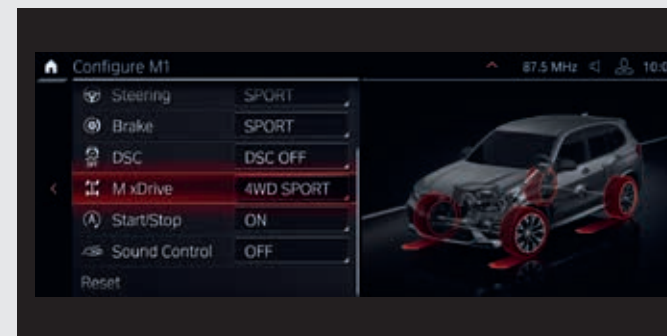 Configure M1
87.5 MHz
Steering SPORT
Brake SPORT
DSC DSC OFF
M xDrive 4WD SPORT
Start/Stop ON
Sound Control OFF
Reset